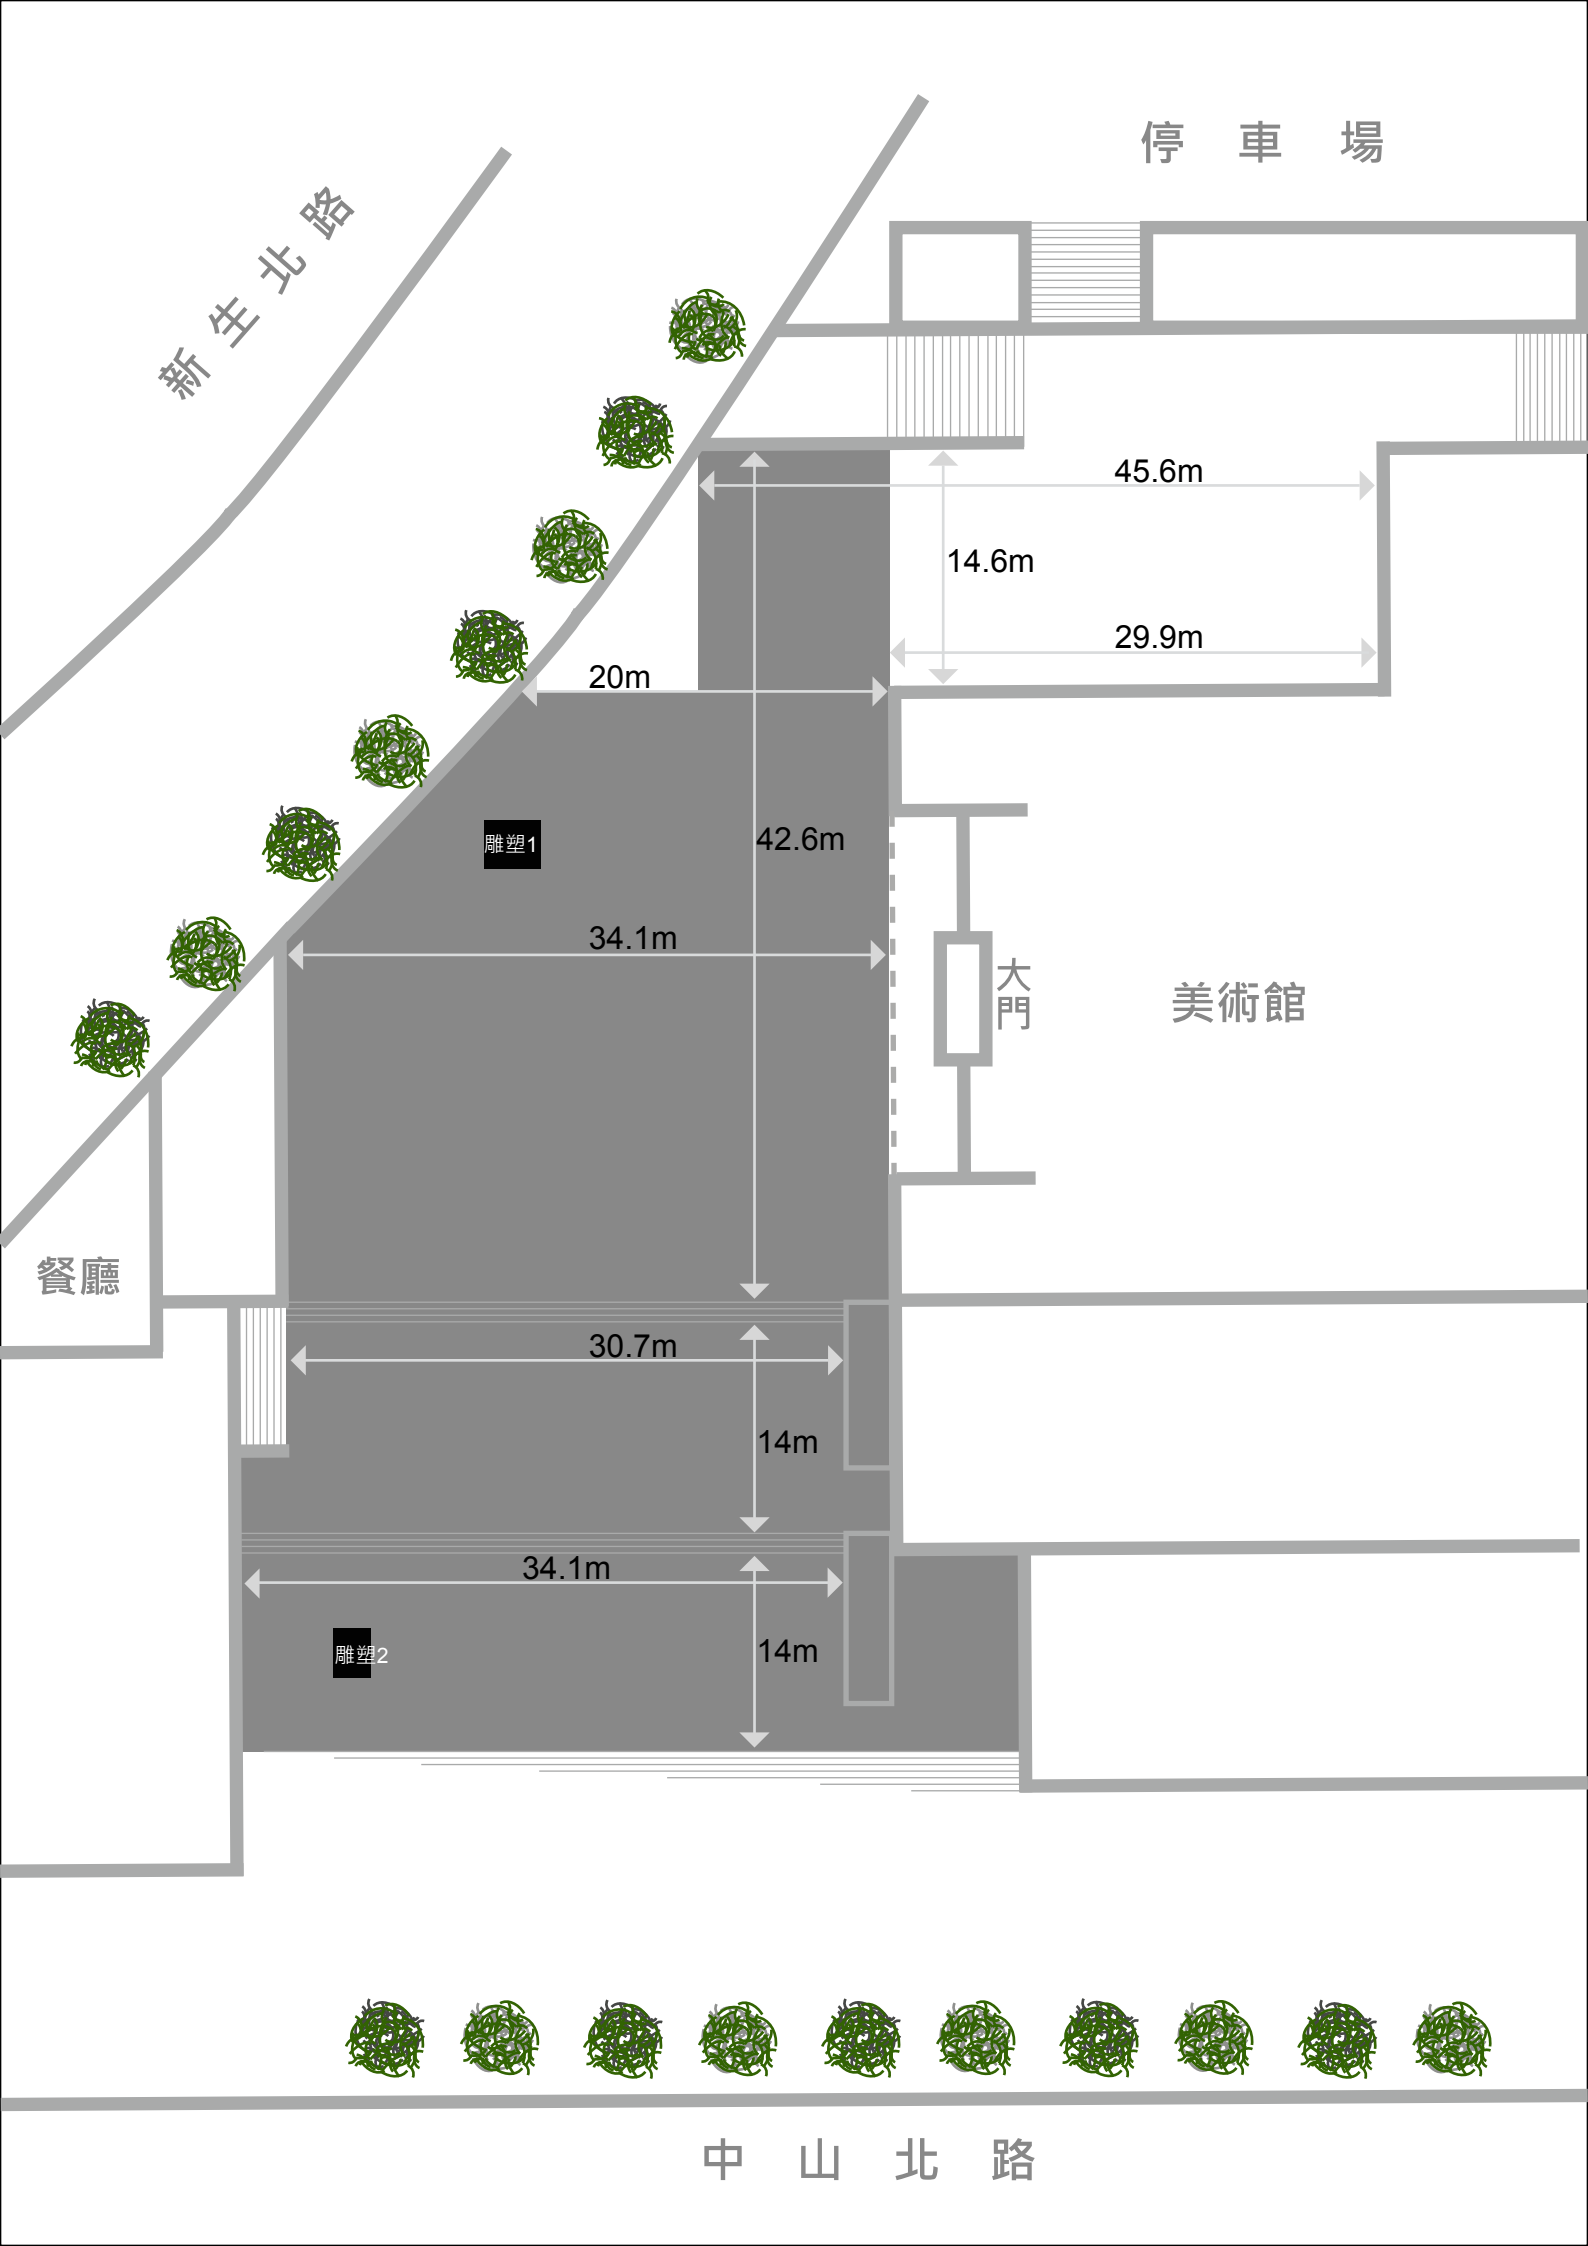 停車場
新生北路
45.6m
14.6m
29.9m
20m
雕塑1
42.6m
34.1m
大門
美術館
餐廳
30.7m
14m
34.1m
雕塑2
14m
中山北路